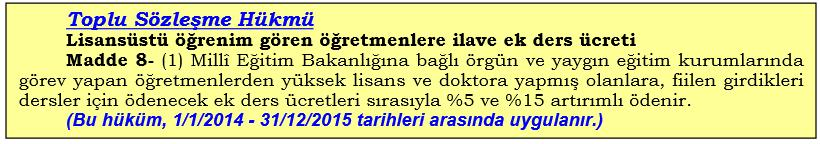 Toplu Sözleşme Hükmü
Lisansüstü öğrenim gören öğretmenlere ilave ek ders ücreti
Madde 8- (1) Millî Eğitim Bakanlığına bağlı örgün ve yaygın eğitim kurumlarında
görev yapan öğretmenlerden yüksek lisans ve doktora yapmış olanlara, fiilen girdikleri
dersler için ödenecek ek ders ücretleri sırasıyla %5 ve %15 artırımlı ödenir.
(Bu hüküm, 1/1/2014 - 31/12/2015 tarihleri arasında uygulanır.)